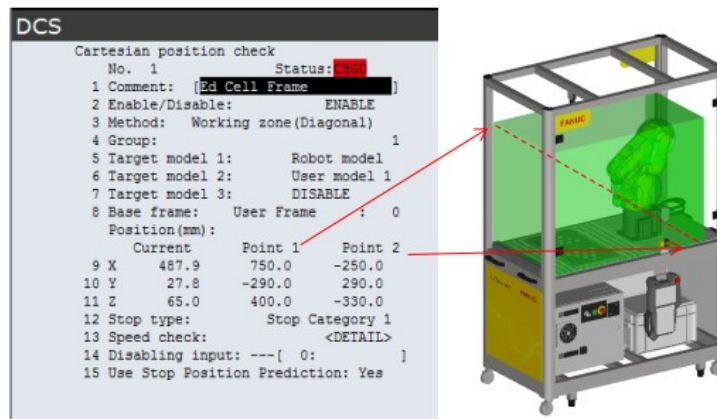 DCS
Cartesian position check
No. 1 Status:CHGD
1 Comment: [Ed Cell Frame ]
2 Enable/Disable: ENABLE
3 Method: Working zone(Diagonal)
4 Group: 1
5 Target model 1: Robot model
6 Target model 2: User model 1
7 Target model 3: DISABLE
8 Base frame: User Frame : 0
Position(mm):
Current Point 1 Point 2
9 X 487.9 750.0 -250.0
10 Y 27.8 -290.0 290.0
11 Z 65.0 400.0 -330.0
12 Stop type: Stop Category 1
13 Speed check: <DETAIL>
14 Disabling input: ---[ 0: ]
15 Use Stop Position Prediction: Yes
FANUC